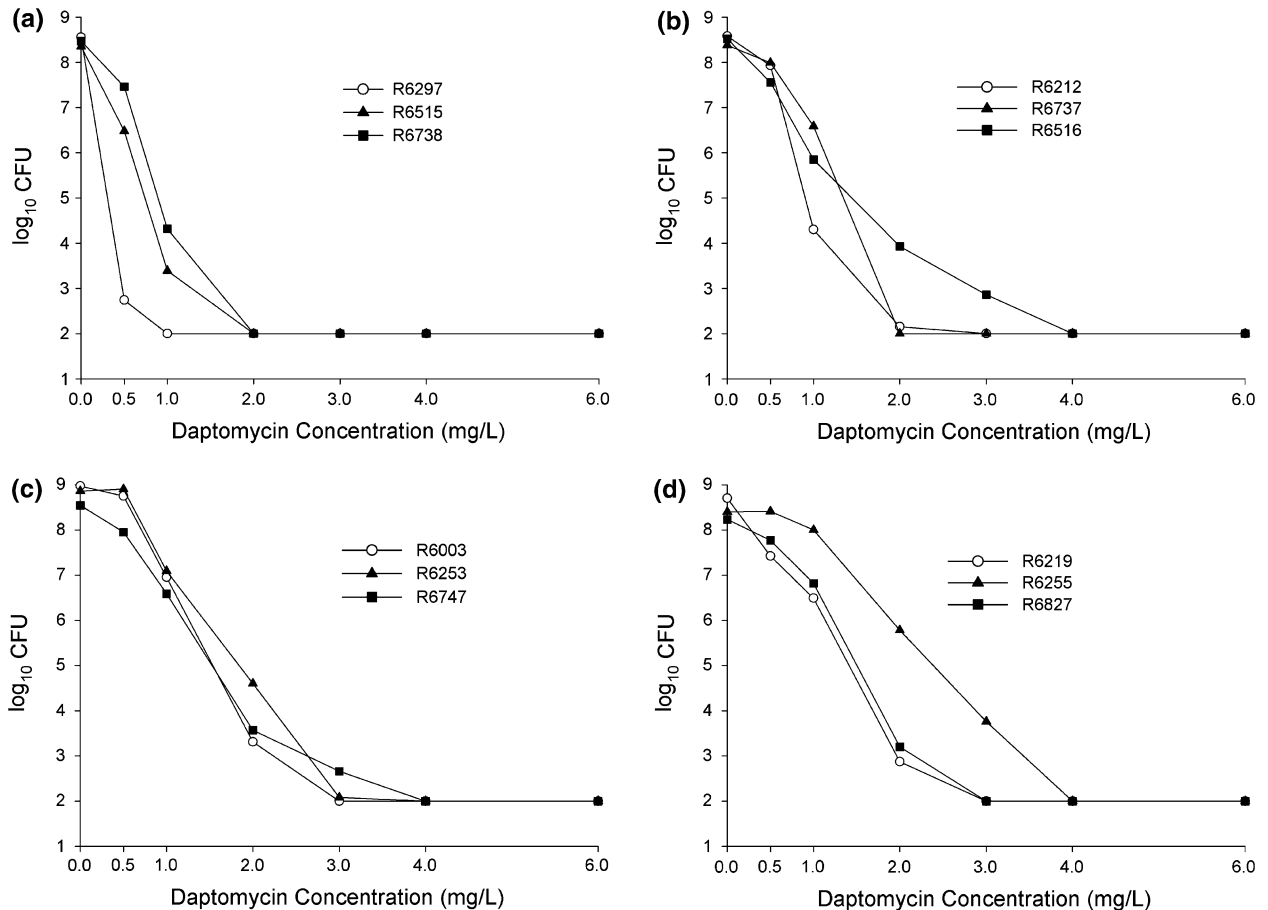 (a)
9
8
7
6
5
4
3
2
1
log10 CFU
R6297
R6515
R6738
0.0 0.5 1.0 2.0 3.0 4.0 6.0
Daptomycin Concentration (mg/L)
(b)
9
8
7
6
5
4
3
2
1
log10 CFU
R6212
R6737
R6516
0.0 0.5 1.0 2.0 3.0 4.0 6.0
Daptomycin Concentration (mg/L)
(c)
9
8
7
6
5
4
3
2
1
log10 CFU
R6003
R6253
R6747
0.0 0.5 1.0 2.0 3.0 4.0 6.0
Daptomycin Concentration (mg/L)
(d)
9
8
7
6
5
4
3
2
1
log10 CFU
R6219
R6255
R6827
0.0 0.5 1.0 2.0 3.0 4.0 6.0
Daptomycin Concentration (mg/L)